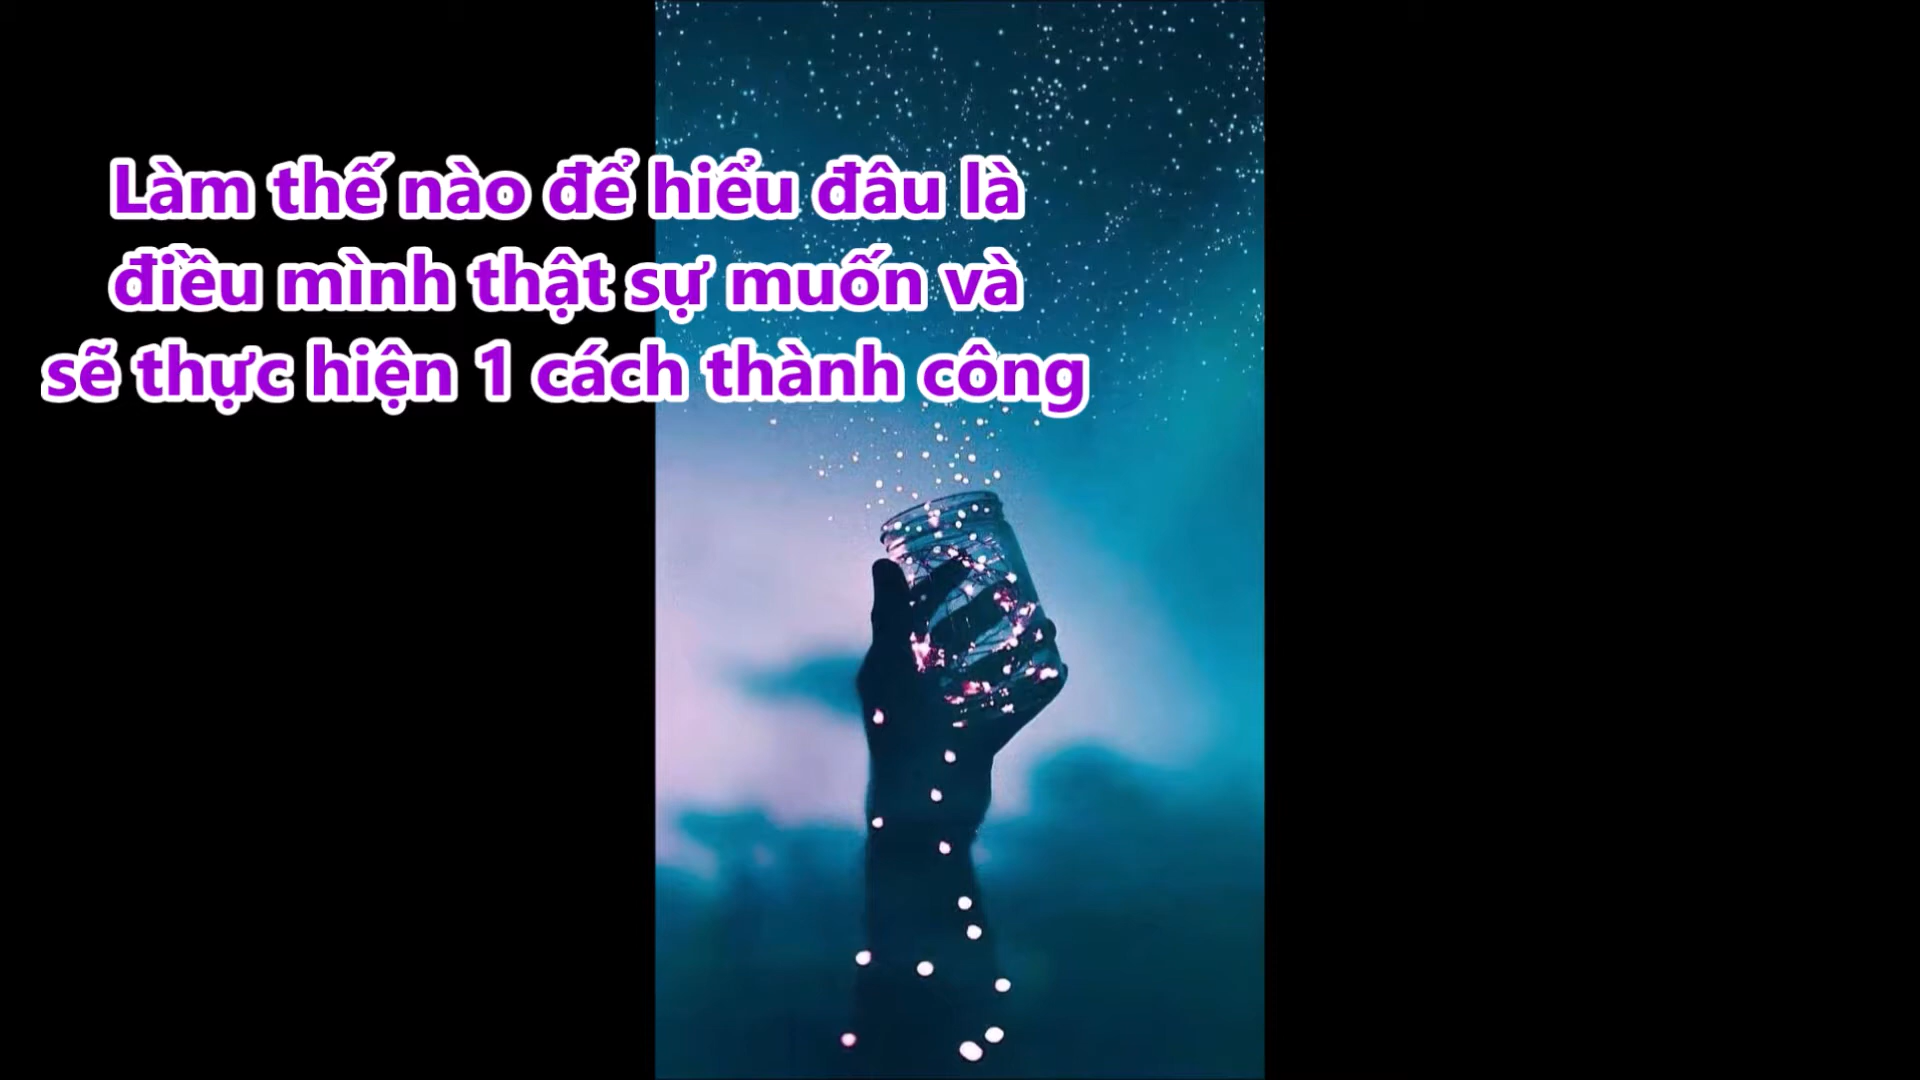 Làm thế nào để hiểu đâu là
điều mình thật sự muốn và
sẽ thực hiện 1 cách thành công